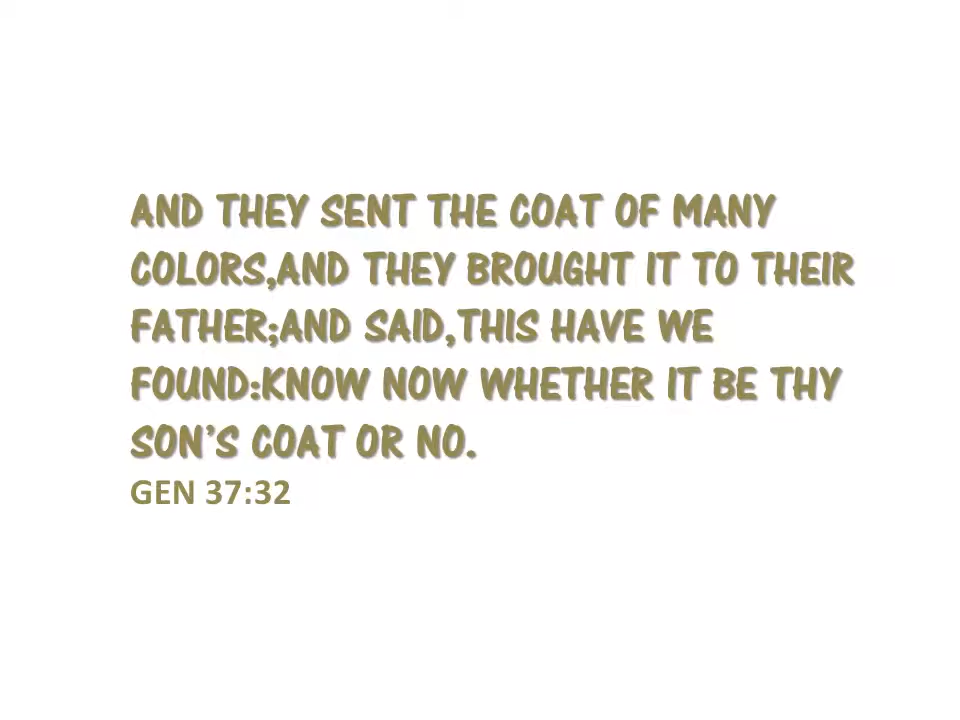 AND THEY SENT THE COAT OF MANY
COLORS,AND THEY BROUGHT IT TO THEIR
FATHER;AND SAID,THIS HAVE WE
FOUND:KNOW NOW WHETHER IT BE THY
SON'S COAT OR NO.
GEN 37:32